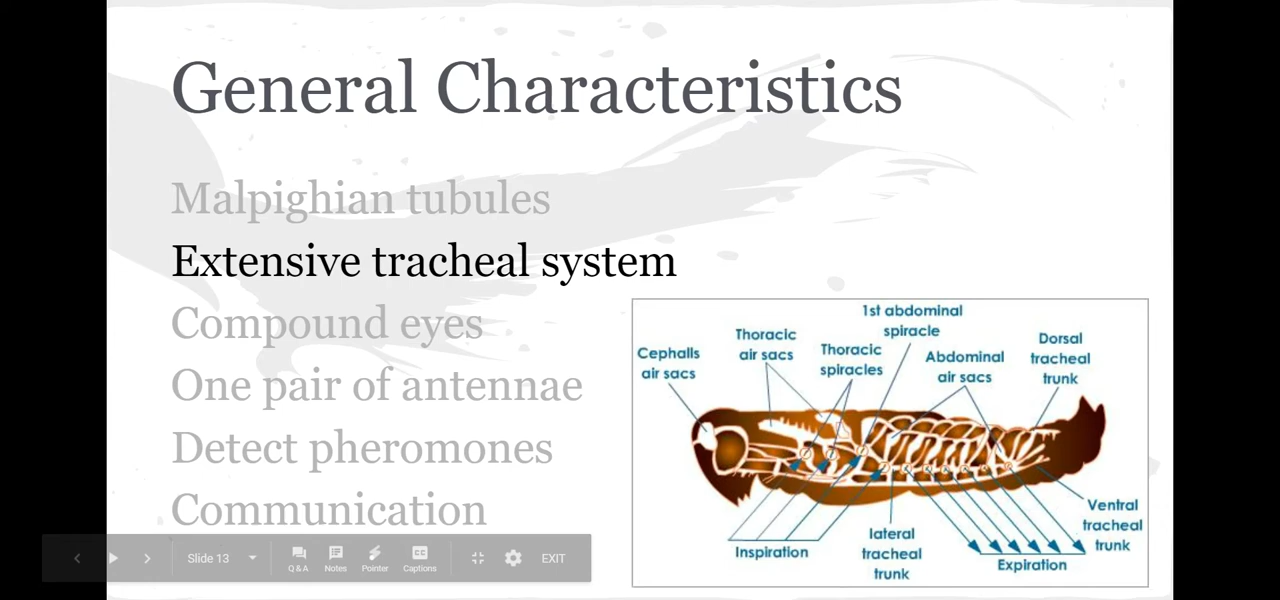 General Characteristics
Malpighian tubules
Extensive tracheal system
Compound eyes
One pair of antennae
Detect pheromones
Communication
1st abdominal
spiracle
Thoracic
air sacs
Dorsal
tracheal
trunk
Thoracic
spiracles
Cephalls
air sacs
Abdominal
air sacs
Ventral
tracheal
trunk
lateral
tracheal
trunk
Inspiration
Expiration
Slide 13
Q & A
Notes
Pointer
CC
Captions
EXIT